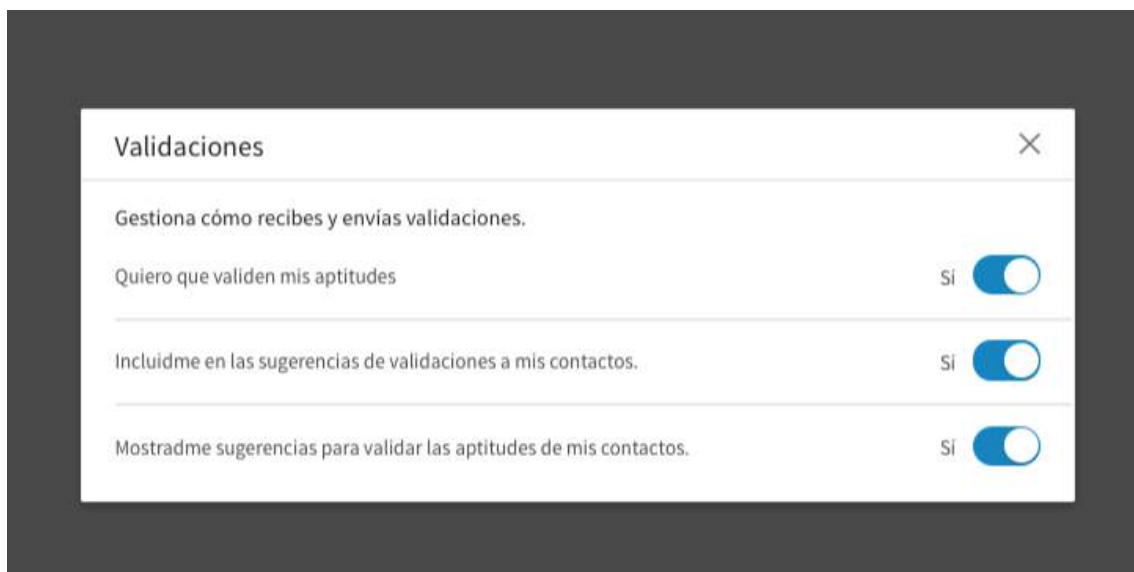 Validaciones
Gestiona cómo recibes y envías validaciones.
Quiero que validen mis aptitudes
Sí
Incluidme en las sugerencias de validaciones a mis contactos.
Sí
Mostradme sugerencias para validar las aptitudes de mis contactos.
Sí